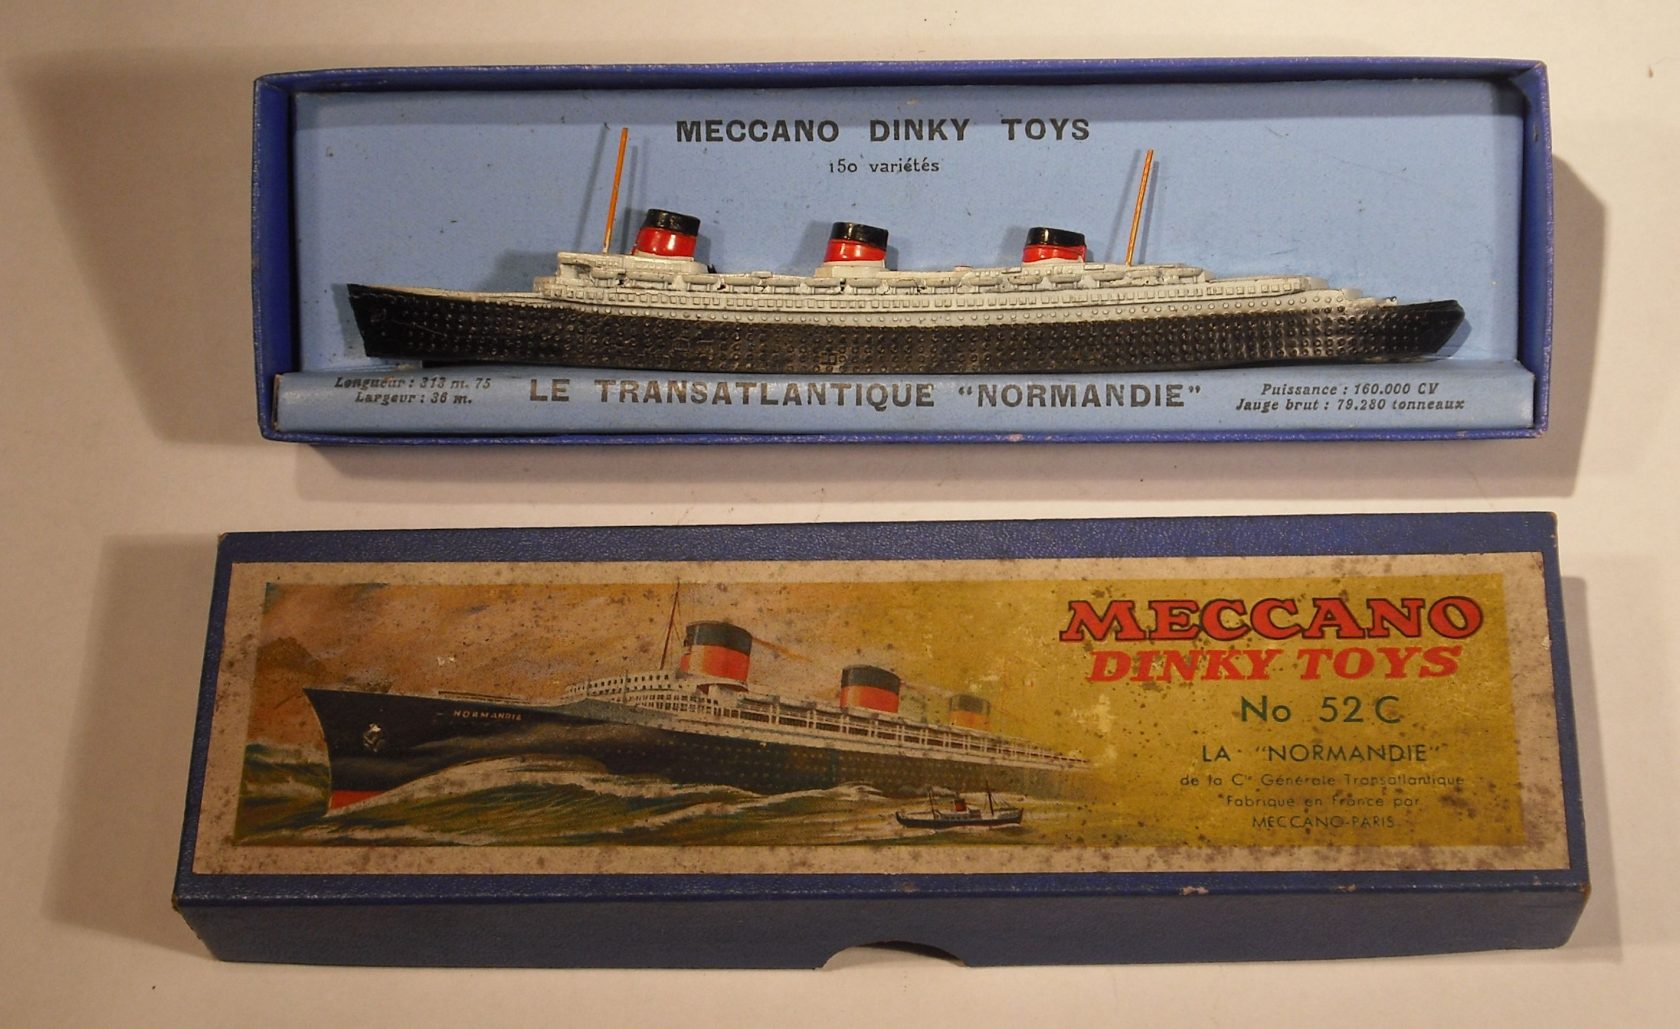 MECCANO DINKY TOYS
150 variétés
Longueur : 313 m. 75
Largeur : 36 m.
LE TRANSATLANTIQUE "NORMANDIE"
Puissance : 160.000 CV
Jauge brut : 79.280 tonneaux
NORMANDIE
MECCANO
DINKY TOYS
No 52 C
LA "NORMANDIE"
de la Cie Générale Transatlantique
Fabriqué en France par
MECCANO-PARIS